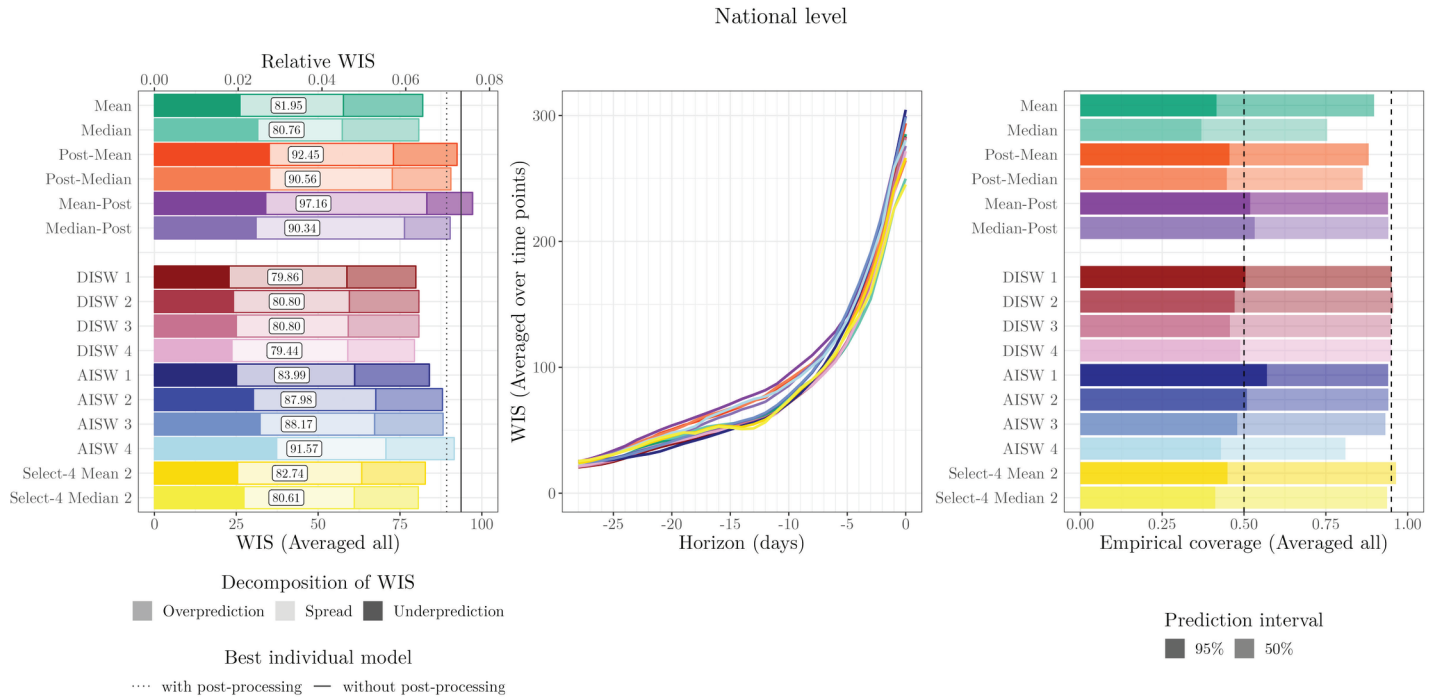 National level
Relative WIS
0.00 0.02 0.04 0.06 0.08
Mean 81.95
Median 80.76
Post-Mean 92.45
Post-Median 90.56
Mean-Post 97.16
Median-Post 90.34
DISW 1 79.86
DISW 2 80.80
DISW 3 80.80
DISW 4 79.44
AISW 1 83.99
AISW 2 87.98
AISW 3 88.17
AISW 4 91.57
Select-4 Mean 2 82.74
Select-4 Median 2 80.61
0 25 50 75 100
WIS (Averaged all)
Decomposition of WIS
Overprediction Spread Underprediction
Best individual model
with post-processing without post-processing
WIS (Averaged over time points)
300
200
100
0
-25 -20 -15 -10 -5 0
Horizon (days)
Mean
Median
Post-Mean
Post-Median
Mean-Post
Median-Post
DISW 1
DISW 2
DISW 3
DISW 4
AISW 1
AISW 2
AISW 3
AISW 4
Select-4 Mean 2
Select-4 Median 2
0.00 0.25 0.50 0.75 1.00
Empirical coverage (Averaged all)
Prediction interval
95% 50%